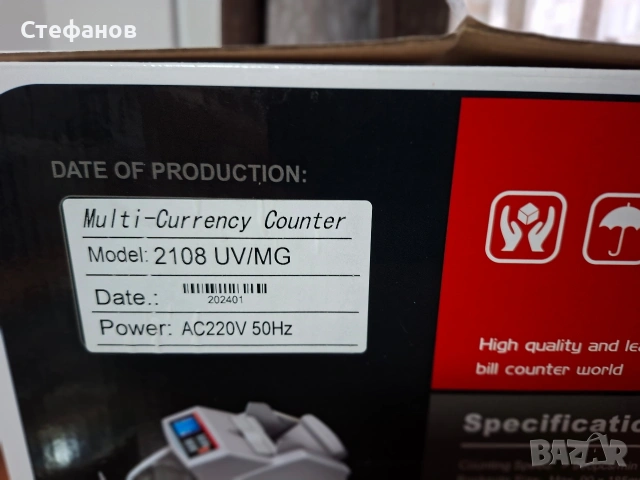 Стефанов
DATE OF PRODUCTION:
Multi-Currency Counter
Model: 2108 UV/MG
Date.:
202401
Power: AC220V 50Hz
High quality and lea
bill counter world
Specificatio
BAZAR